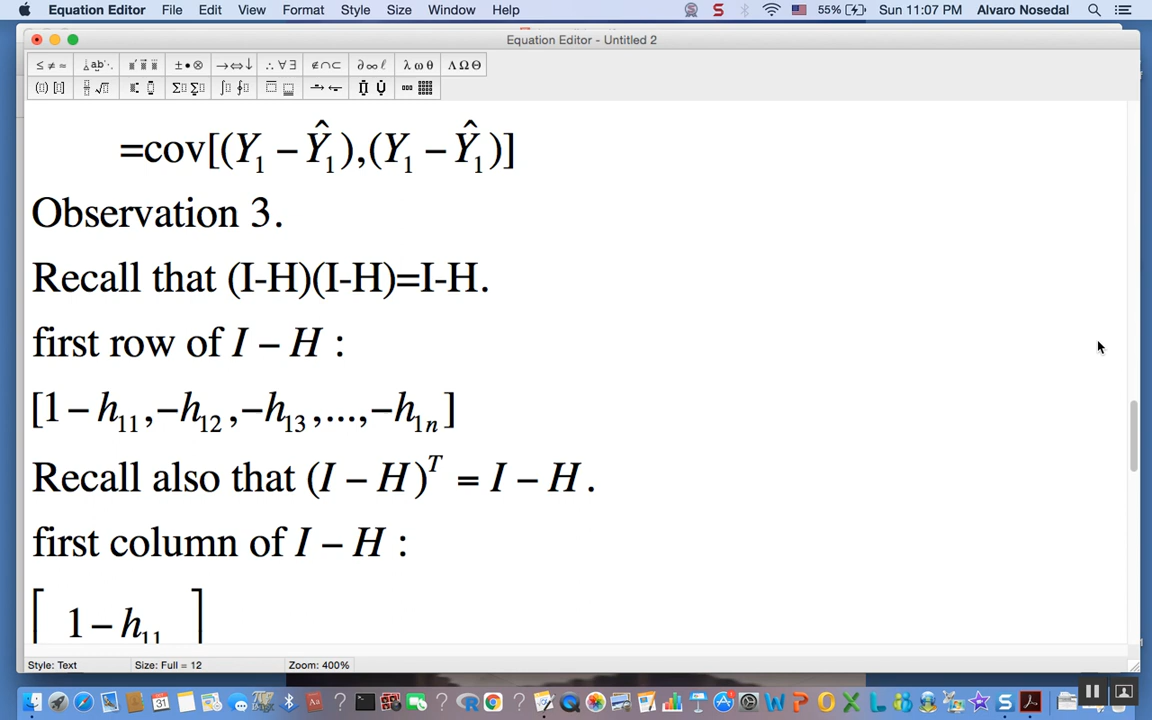 Equation Editor File Edit View Format Style Size Window Help 55% Sun 11:07 PM Alvaro Nosedal
Equation Editor - Untitled 2
=cov[(Y₁ − Ŷ₁),(Y₁ − Ŷ₁)]
Observation 3.
Recall that (I-H)(I-H)=I-H.
first row of I − H :
[1 − h₁₁,−h₁₂,−h₁₃,...,−h₁ₙ]
Recall also that (I − H)ᵀ = I − H.
first column of I − H :
1 − h₁₁
Style: Text Size: Full = 12 Zoom: 400%